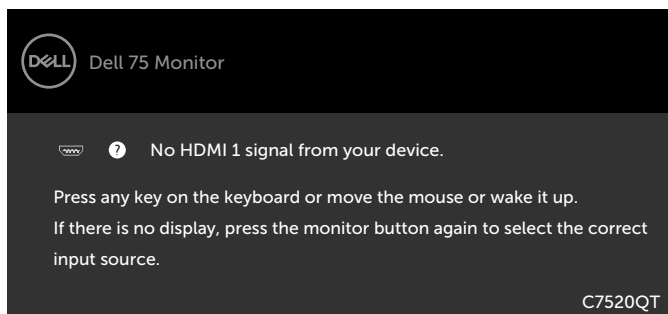 DELL
Dell 75 Monitor
? No HDMI 1 signal from your device.
Press any key on the keyboard or move the mouse or wake it up.
If there is no display, press the monitor button again to select the correct
input source.
C7520QT